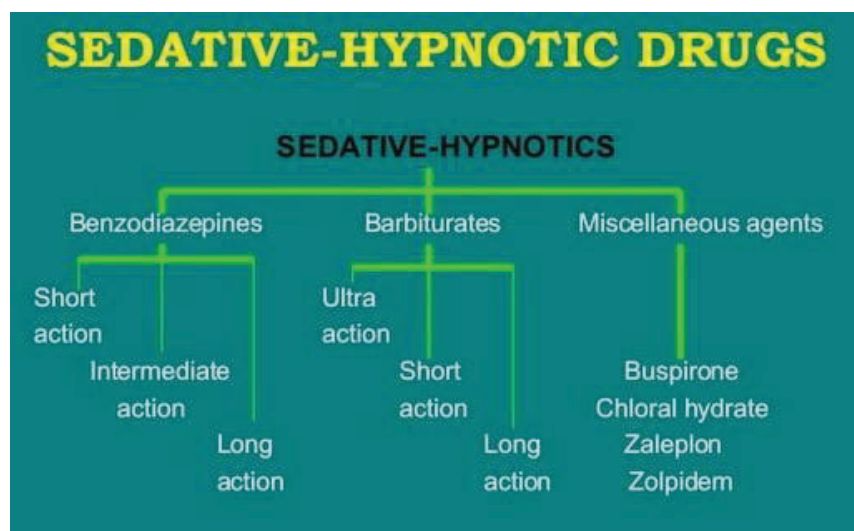 SEDATIVE-HYPNOTIC DRUGS
SEDATIVE-HYPNOTICS
Benzodiazepines
Barbiturates
Miscellaneous agents
Short
action
Intermediate
action
Long
action
Ultra
action
Short
action
Long
action
Buspirone
Chloral hydrate
Zaleplon
Zolpidem